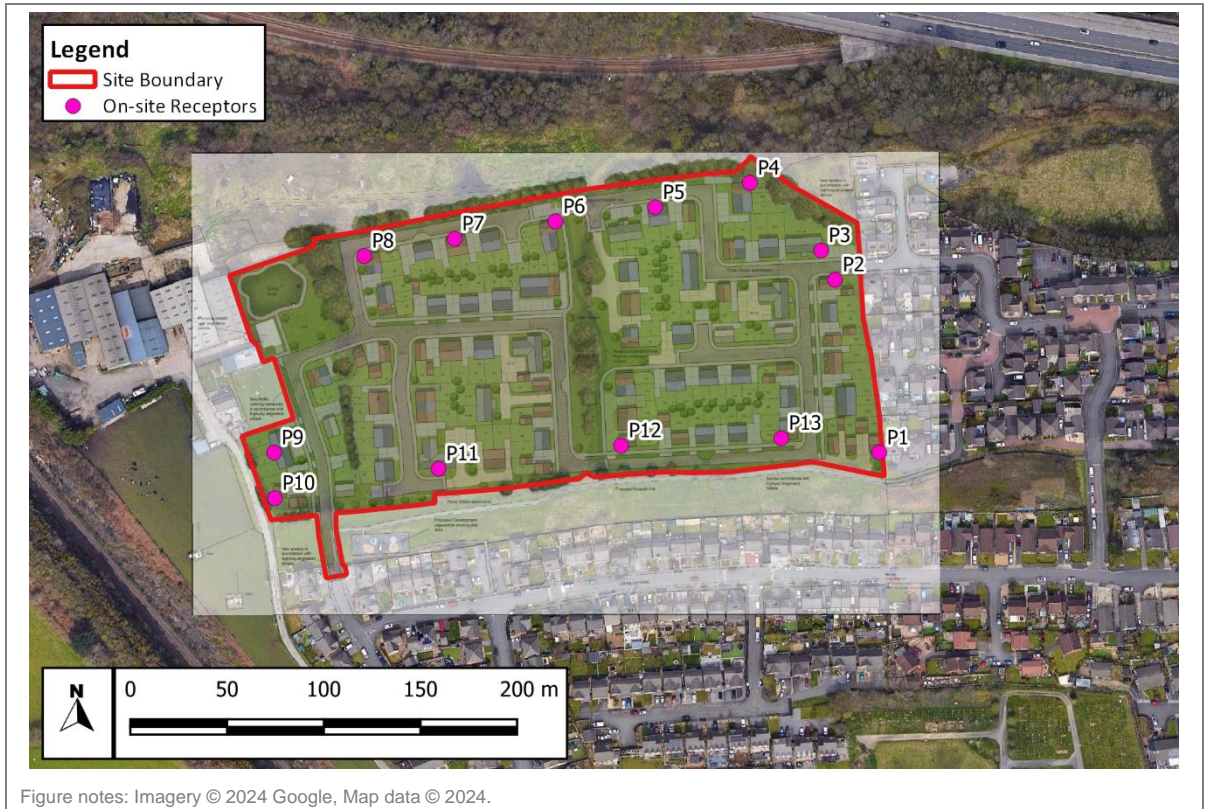 Legend
Site Boundary
On-site Receptors
P4
P5
P6
P7
P8
P3
P2
P9
P10
P11
P12
P13
P1
N
0 50 100 150 200 m
Figure notes: Imagery © 2024 Google, Map data © 2024.